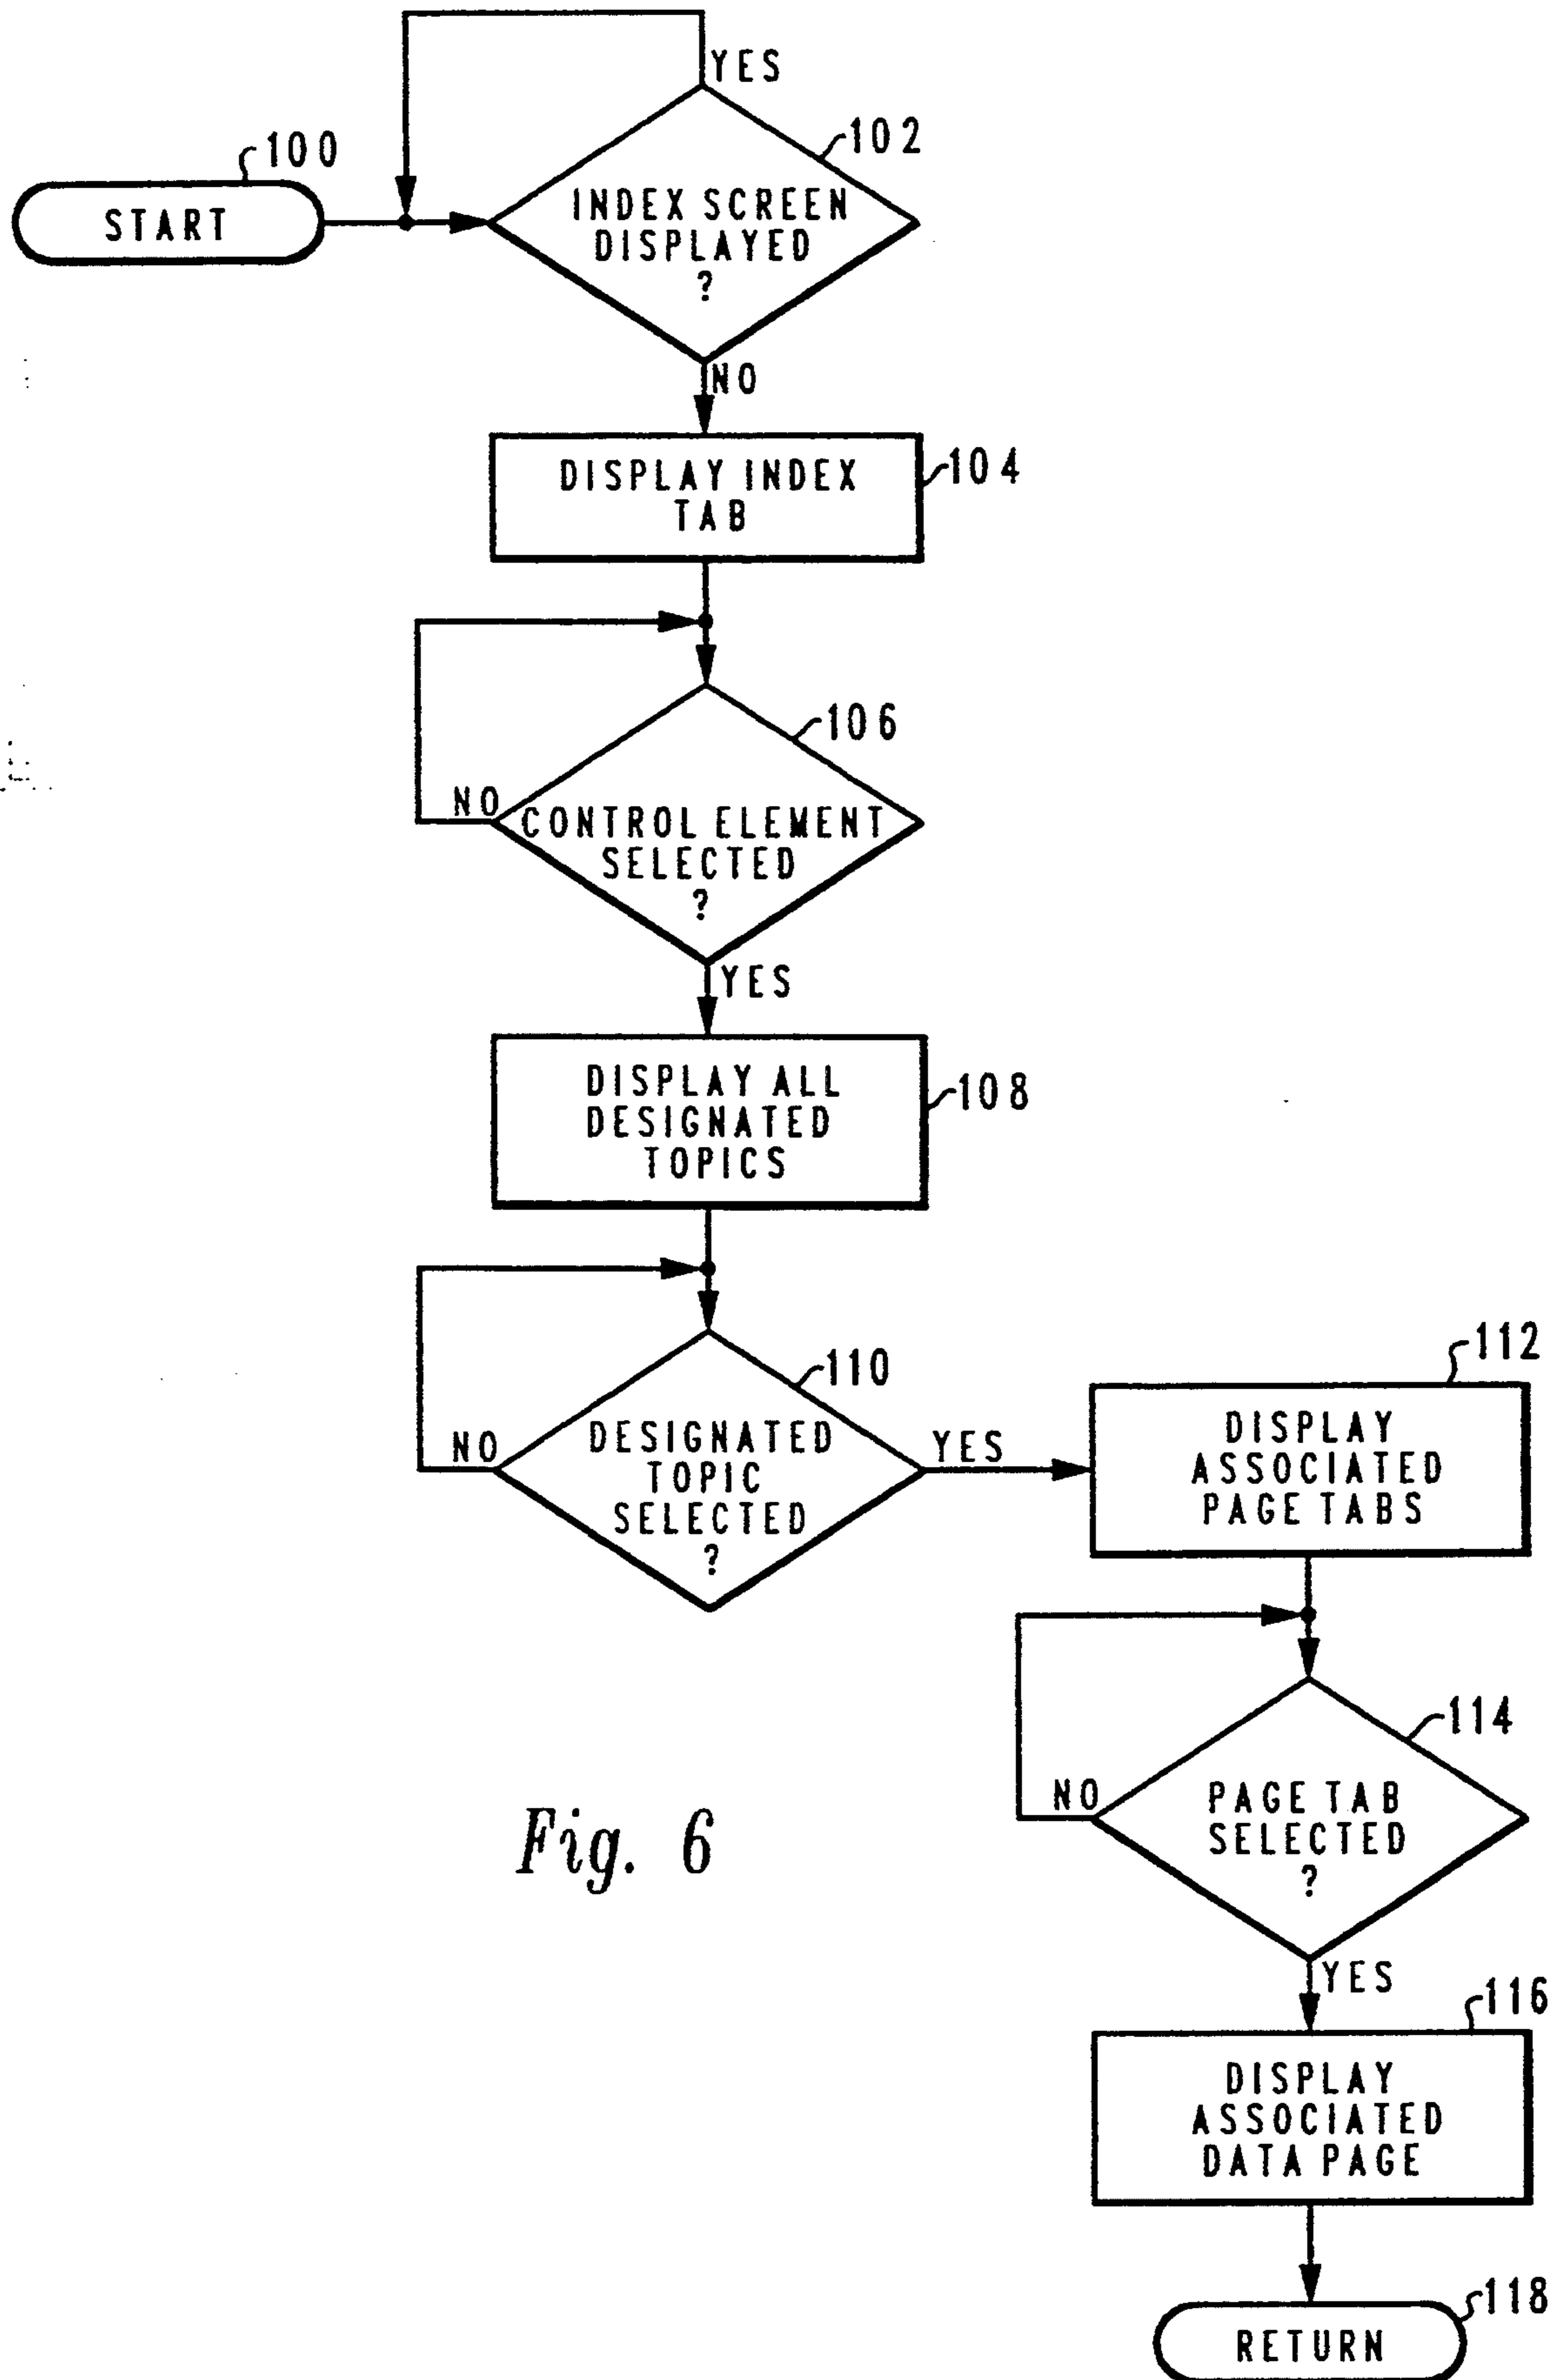 YES
102
100
START
INDEX SCREEN
DISPLAYED
?
NO
DISPLAY INDEX
TAB
104
106
NO
CONTROL ELEMENT
SELECTED
?
YES
DISPLAY ALL
DESIGNATED
TOPICS
108
110
NO
DESIGNATED
TOPIC
SELECTED
?
YES
112
DISPLAY
ASSOCIATED
PAGE TABS
114
NO
PAGE TAB
SELECTED
?
YES
116
DISPLAY
ASSOCIATED
DATA PAGE
118
RETURN
Fig. 6